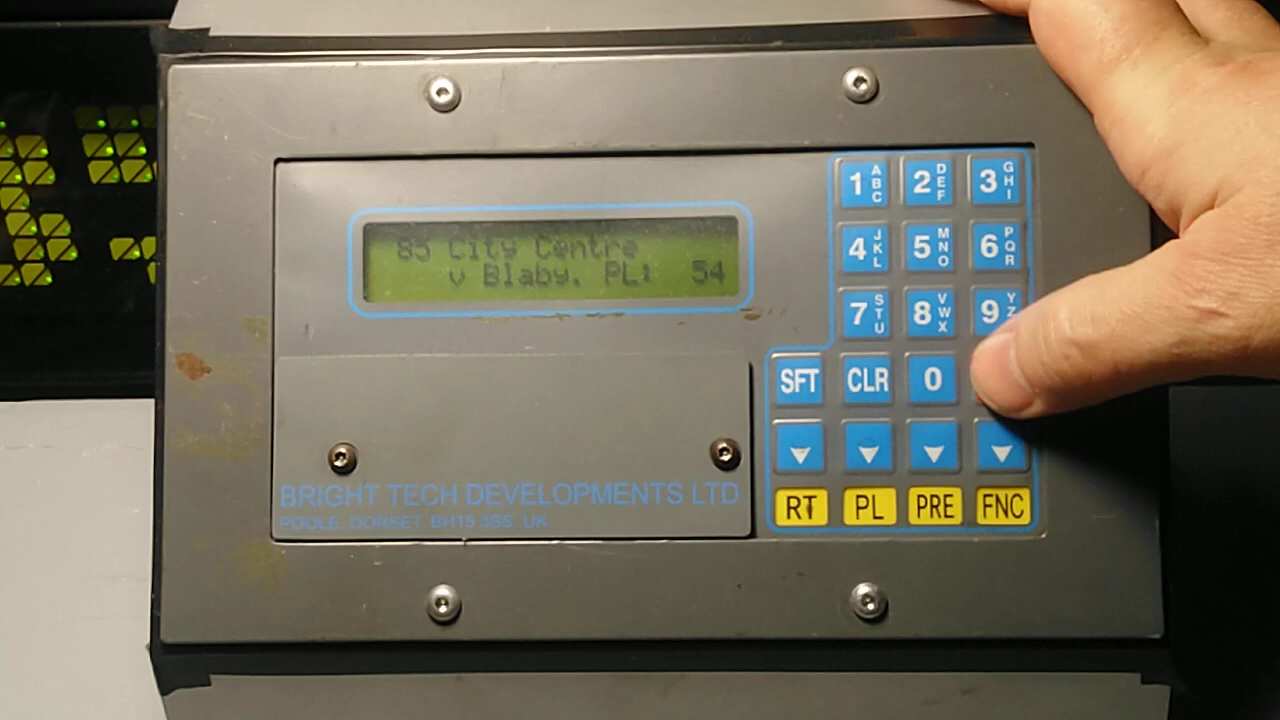 85 City Centre
v Blaby. PL: 54
1 ABC 2 DEF 3 GHI
4 JKL 5 MNO 6 PQR
7 STU 8 VWX 9 YZ
SFT CLR 0
RT PL PRE FNC
BRIGHT TECH DEVELOPMENTS LTD
POOLE, DORSET, BH15 3SS, UK